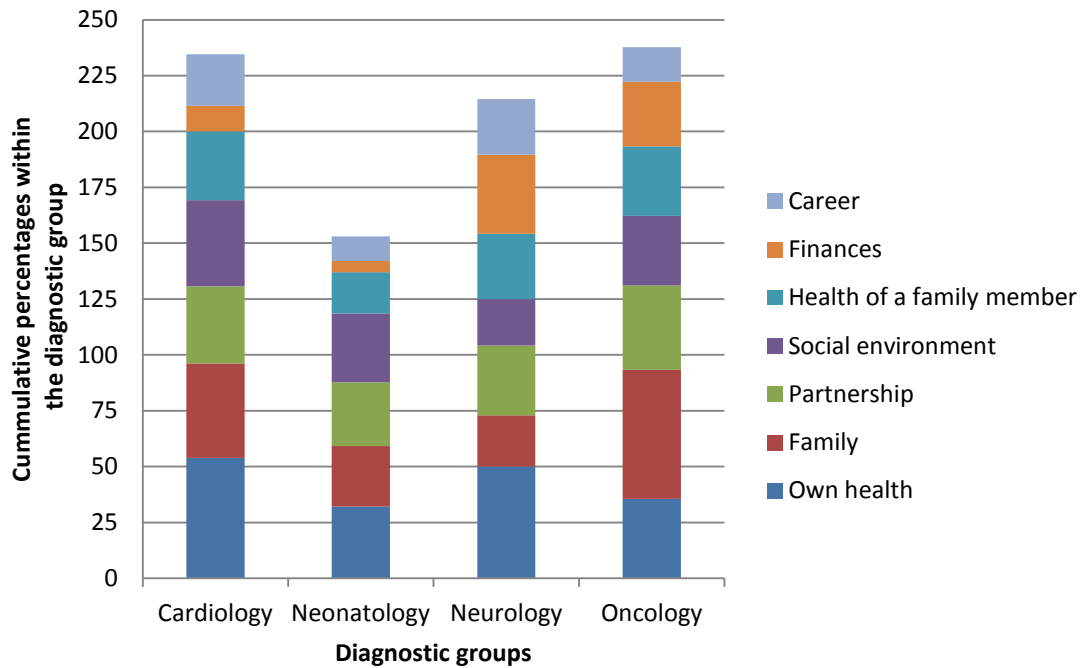 Cummulative percentages within
the diagnostic group
250
225
200
175
150
125
100
75
50
25
0
Cardiology Neonatology Neurology Oncology
Diagnostic groups
Career
Finances
Health of a family member
Social environment
Partnership
Family
Own health